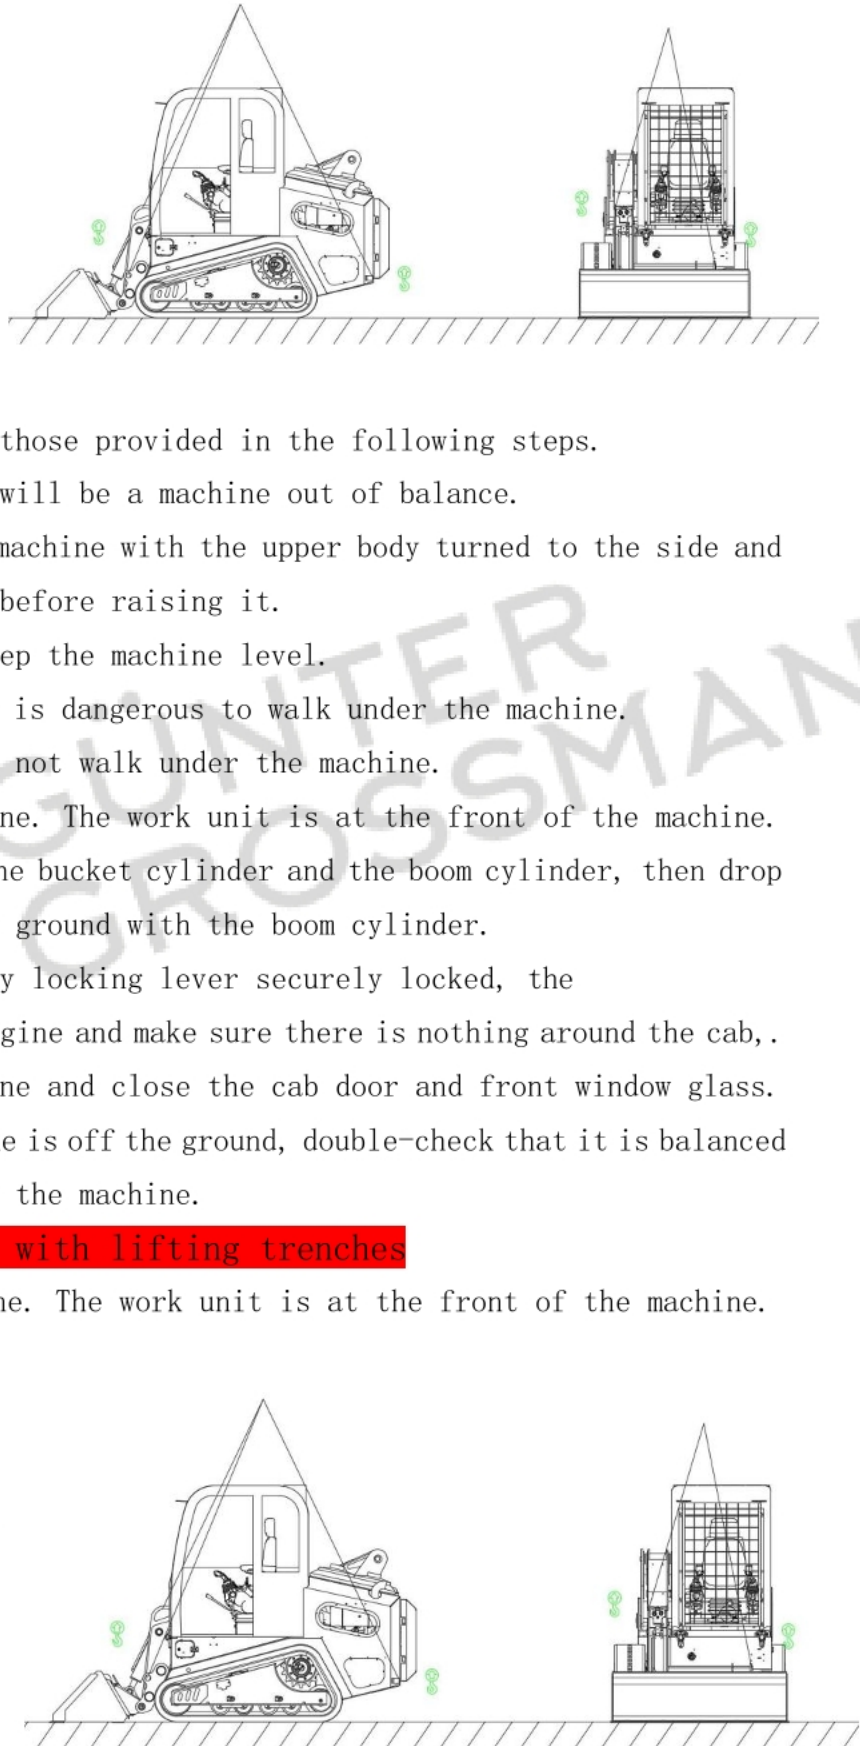 those provided in the following steps.
will be a machine out of balance.
machine with the upper body turned to the side and
before raising it.
ep the machine level.
is dangerous to walk under the machine.
not walk under the machine.
ne. The work unit is at the front of the machine.
he bucket cylinder and the boom cylinder, then drop
ground with the boom cylinder.
y locking lever securely locked, the
gine and make sure there is nothing around the cab,.
ne and close the cab door and front window glass.
e is off the ground, double-check that it is balanced
the machine.
with lifting trenches
ne. The work unit is at the front of the machine.
GÜNTER
GROSSMAN